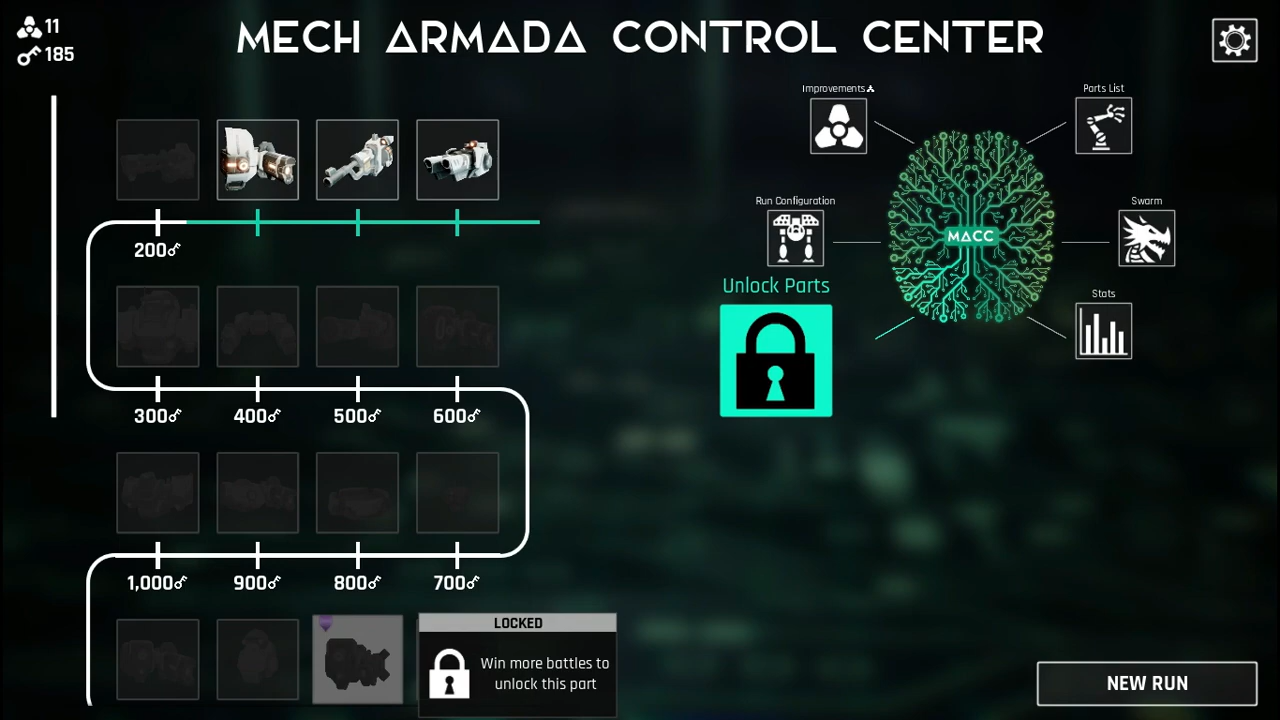 11
185
MECH ARMADA CONTROL CENTER
Improvements
Parts List
Run Configuration
Swarm
MACC
Unlock Parts
Stats
200
300
400
500
600
1,000
900
800
700
LOCKED
Win more battles to
unlock this part
NEW RUN